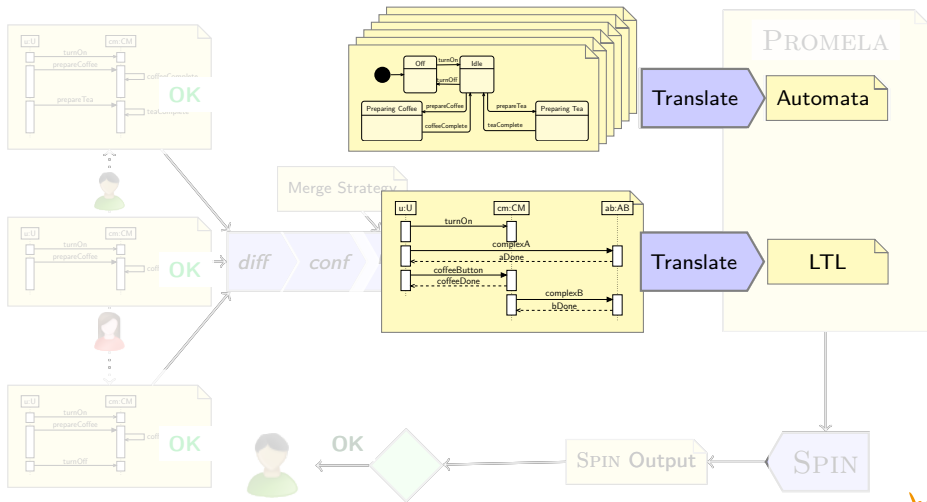 u:U cm:CM
turnOn
prepareCoffee
coffeeComplete
OK
prepareTea
teaComplete
u:U cm:CM
turnOn
prepareCoffee
OK
u:U cm:CM
turnOn
prepareCoffee
OK
turnOff
Off turnOn Idle
turnOff
Preparing Coffee prepareCoffee prepareTea Preparing Tea
coffeeComplete teaComplete
Translate Automata
PROMELA
Merge Strategy
diff conf
u:U cm:CM ab:AB
turnOn
complexA
aDone
coffeeButton
coffeeDone
complexB
bDone
Translate LTL
OK
SPIN Output
SPIN